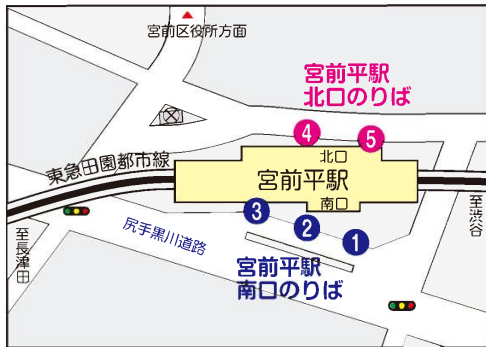 宮前区役所方面
宮前平駅
北口のりば
4
5
東急田園都市線
北口
宮前平駅
南口
3
2
1
至渋谷
至長津田
尻手黒川道路
宮前平駅
南口のりば